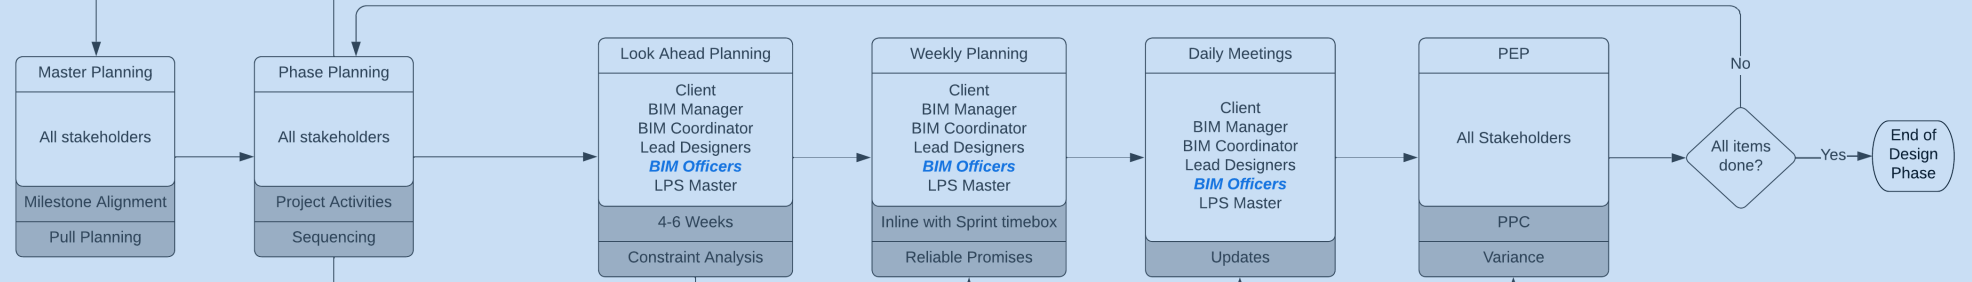 Master Planning
All stakeholders
Milestone Alignment
Pull Planning
Phase Planning
All stakeholders
Project Activities
Sequencing
Look Ahead Planning
Client
BIM Manager
BIM Coordinator
Lead Designers
BIM Officers
LPS Master
4-6 Weeks
Constraint Analysis
Weekly Planning
Client
BIM Manager
BIM Coordinator
Lead Designers
BIM Officers
LPS Master
Inline with Sprint timebox
Reliable Promises
Daily Meetings
Client
BIM Manager
BIM Coordinator
Lead Designers
BIM Officers
LPS Master
Updates
PEP
All Stakeholders
PPC
Variance
No
All items
done?
Yes
End of
Design
Phase